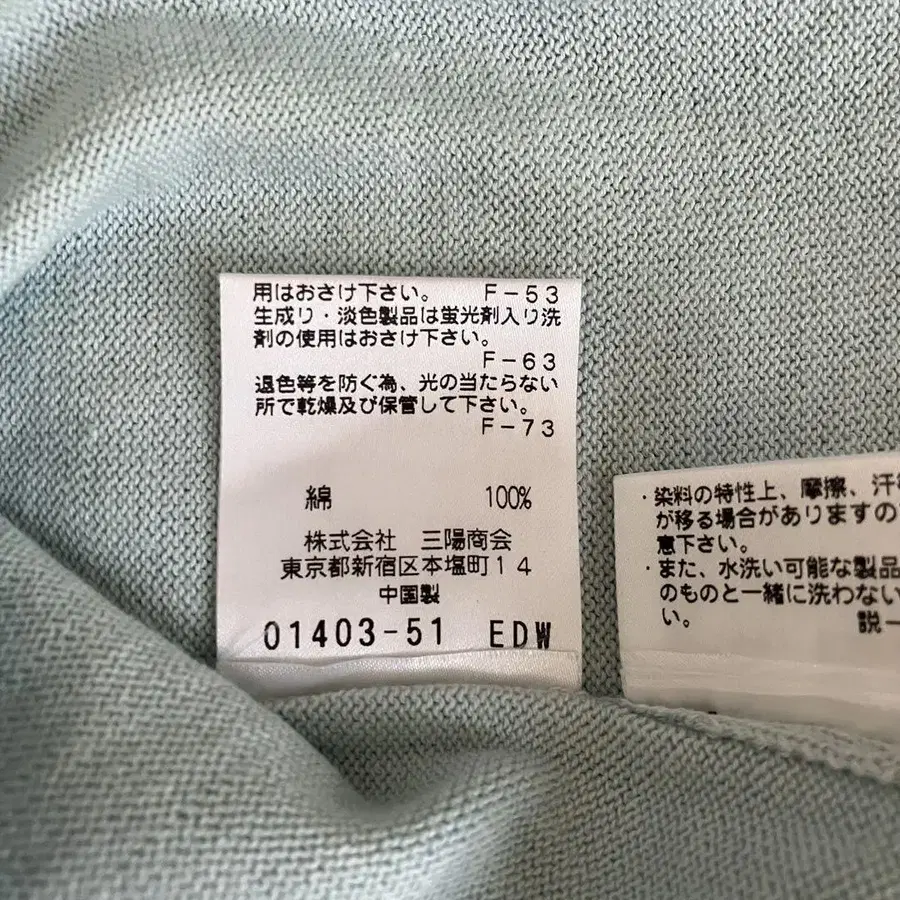 用はおさけ下さい。 F-53
生成り・淡色製品は蛍光剤入り洗
剤の使用はおさけ下さい。
F-63
退色等を防ぐ為、光の当たらない
所で乾燥及び保管して下さい。
F-73
綿 100%
株式会社 三陽商会
東京都新宿区本塩町14
中国製
01403-51 EDW
・染料の特性上、摩擦、汗
が移る場合がありますの
意下さい。
・また、水洗い可能な製品
のものと一緒に洗わない
い。 説